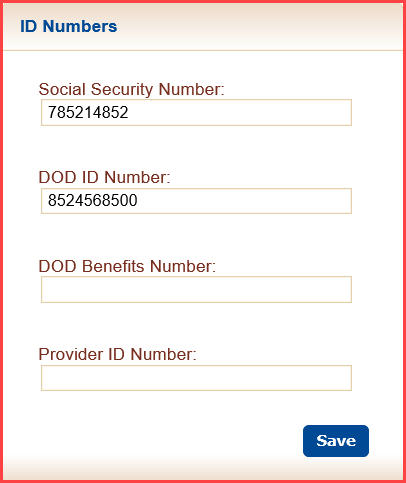 ID Numbers
Social Security Number:
785214852
DOD ID Number:
8524568500
DOD Benefits Number:
Provider ID Number:
Save